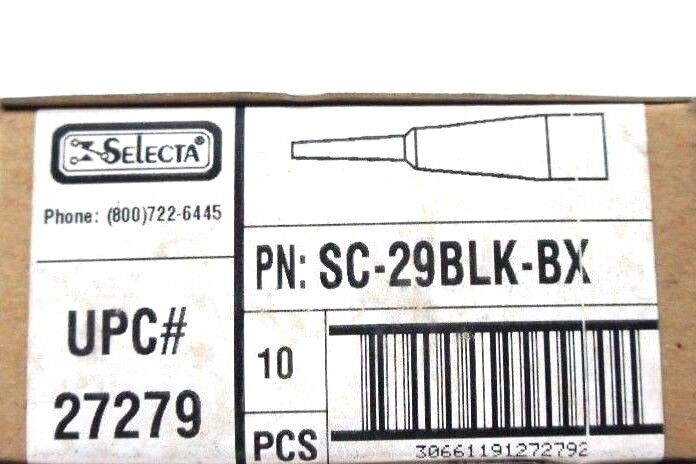 SELECTA®
Phone: (800)722-6445
UPC#
27279
PN: SC-29BLK-BX
10
PCS
30661191272792